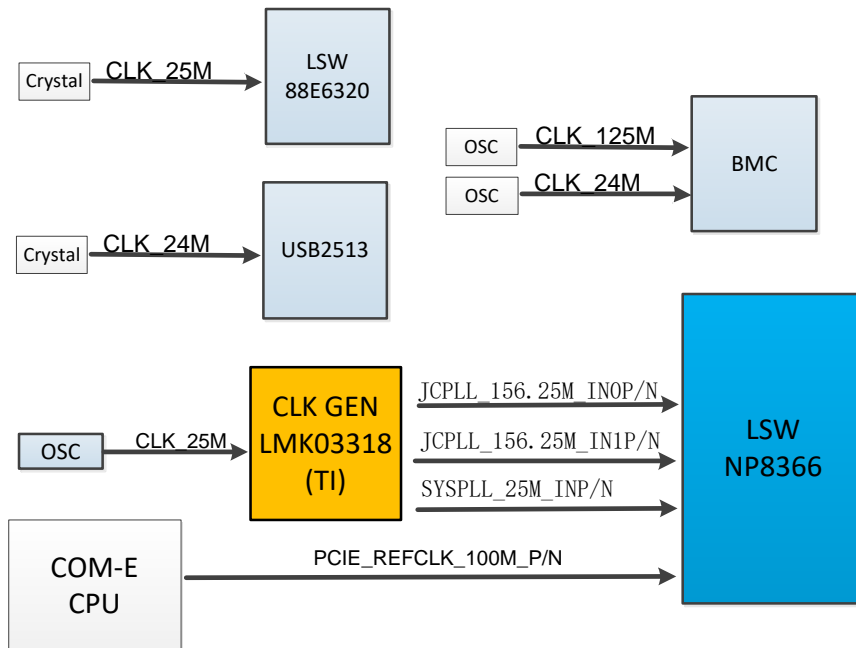 Crystal
CLK_25M
LSW
88E6320
OSC
CLK_125M
OSC
CLK_24M
BMC
Crystal
CLK_24M
USB2513
OSC
CLK_25M
CLK GEN
LMK03318
(TI)
JCPLL_156.25M_IN0P/N
JCPLL_156.25M_IN1P/N
SYSPLL_25M_INP/N
LSW
NP8366
COM-E
CPU
PCIE_REFCLK_100M_P/N